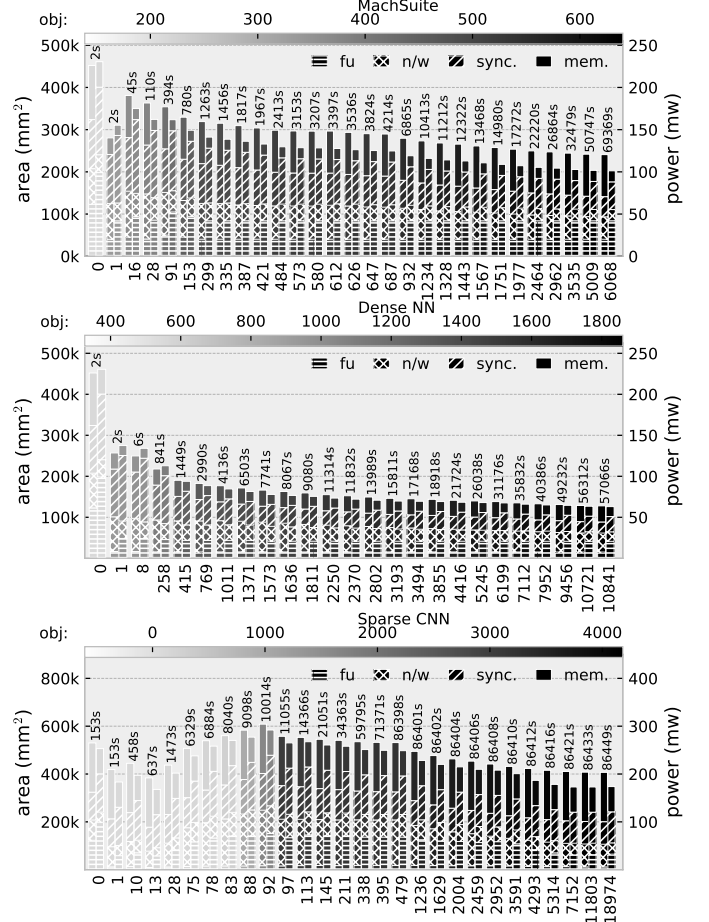 MachSuite
obj: 200 300 400 500 600
fu n/w sync. mem.
area (mm²)
500k
400k
300k
200k
100k
0k
power (mw)
250
200
150
100
50
0
2s 2s 45s 110s 394s 780s 1263s 1456s 1817s 1967s 2413s 3153s 3207s 3397s 3536s 3824s 4214s 6865s 10413s 11212s 12322s 13468s 14980s 17272s 22220s 26864s 32479s 50747s 69369s
0 1 16 28 91 153 299 335 387 421 484 573 580 612 626 647 687 932 1234 1328 1443 1567 1751 1977 2464 2962 3535 5009 6068
Dense NN
obj: 400 600 800 1000 1200 1400 1600 1800
fu n/w sync. mem.
area (mm²)
500k
400k
300k
200k
100k
power (mw)
250
200
150
100
50
2s 2s 6s 841s 1449s 2990s 4136s 6503s 7741s 8067s 9080s 11314s 11832s 13989s 15811s 17168s 18918s 21724s 26038s 31176s 35832s 40386s 49232s 56312s 57066s
0 1 8 258 415 769 1011 1371 1573 1636 1811 2250 2370 2802 3193 3494 3855 4416 5245 6199 7112 7952 9456 10721 10841
Sparse CNN
obj: 0 1000 2000 3000 4000
fu n/w sync. mem.
area (mm²)
800k
600k
400k
200k
power (mw)
400
300
200
100
153s 153s 458s 637s 1473s 6329s 6884s 8040s 9098s 10014s 11055s 14366s 21051s 34363s 59795s 71371s 86398s 86401s 86402s 86404s 86406s 86408s 86410s 86412s 86416s 86421s 86433s 86449s
0 1 10 13 28 75 78 83 88 92 97 113 145 211 338 395 479 1236 1629 2004 2459 2952 3591 4293 5314 7152 11803 18974